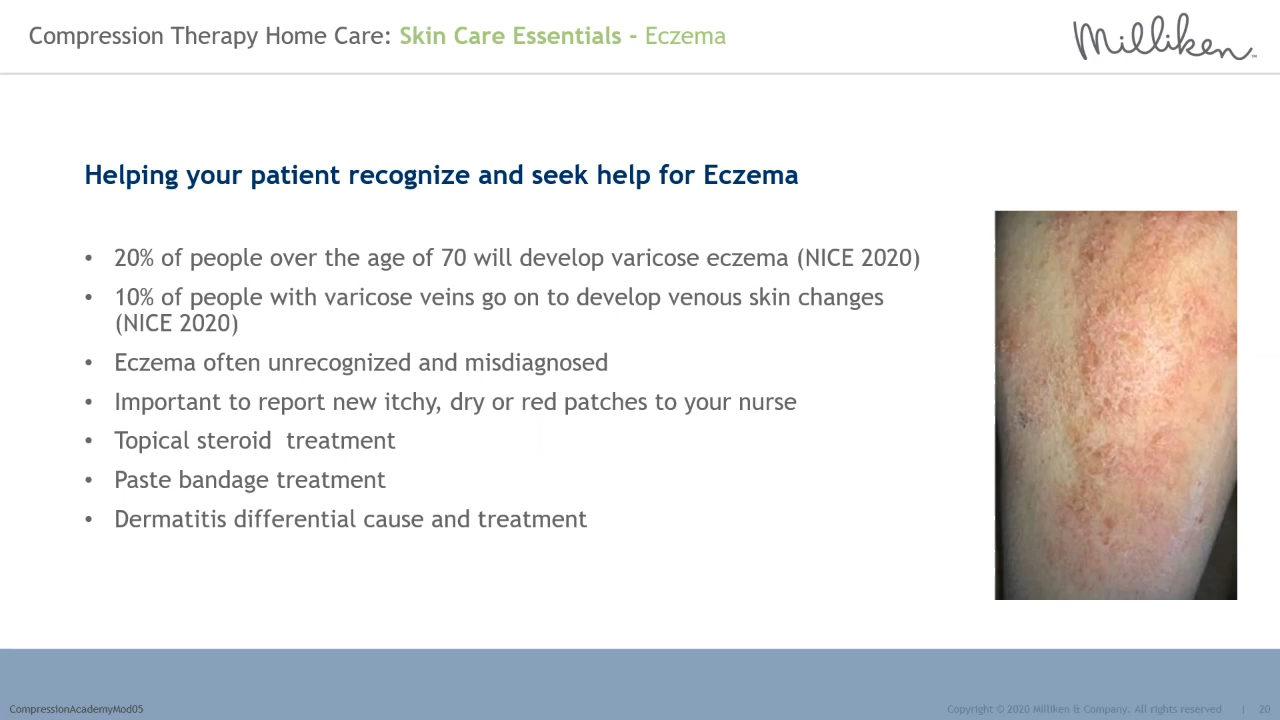 Compression Therapy Home Care: Skin Care Essentials - Eczema
Milliken™
Helping your patient recognize and seek help for Eczema
• 20% of people over the age of 70 will develop varicose eczema (NICE 2020)
• 10% of people with varicose veins go on to develop venous skin changes
(NICE 2020)
• Eczema often unrecognized and misdiagnosed
• Important to report new itchy, dry or red patches to your nurse
• Topical steroid  treatment
• Paste bandage treatment
• Dermatitis differential cause and treatment
CompressionAcademyMod05
Copyright © 2020 Milliken & Company. All rights reserved | 20